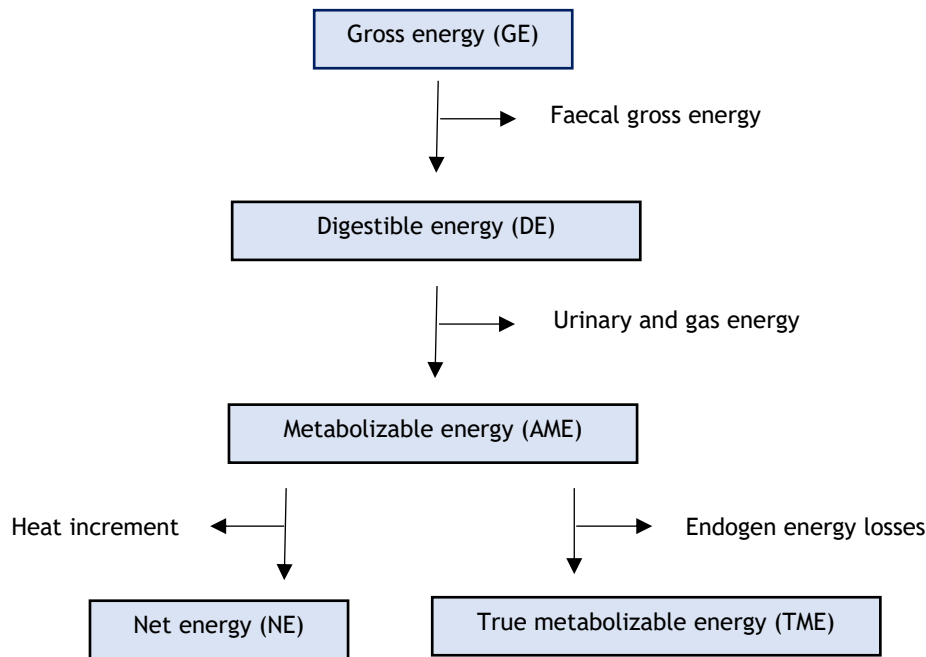 Gross energy (GE)
Faecal gross energy
Digestible energy (DE)
Urinary and gas energy
Metabolizable energy (AME)
Heat increment
Endogen energy losses
Net energy (NE)
True metabolizable energy (TME)